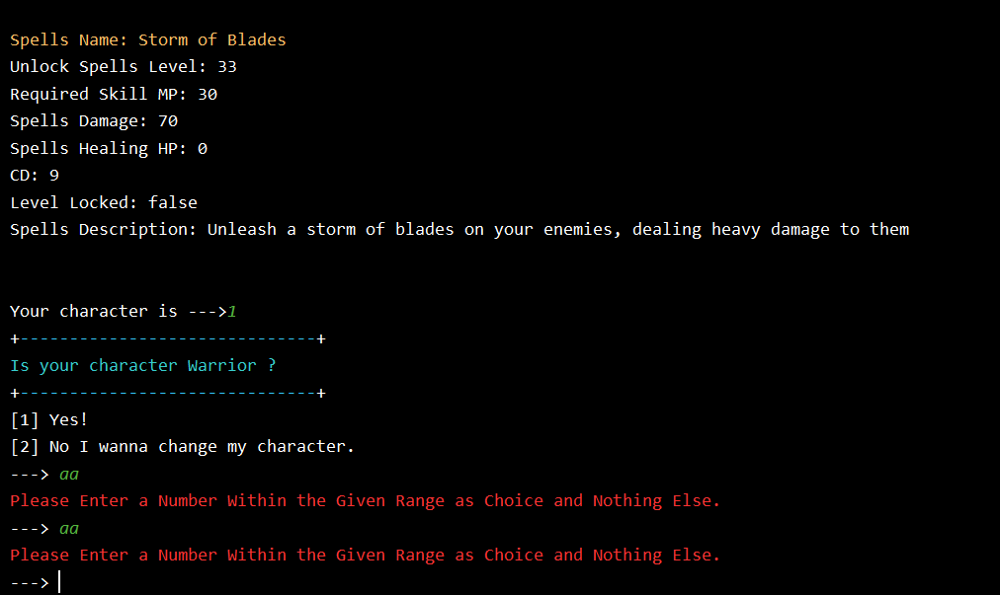 Spells Name: Storm of Blades
Unlock Spells Level: 33
Required Skill MP: 30
Spells Damage: 70
Spells Healing HP: 0
CD: 9
Level Locked: false
Spells Description: Unleash a storm of blades on your enemies, dealing heavy damage to them
Your character is --->1
+------------------------------+
Is your character Warrior ?
+------------------------------+
[1] Yes!
[2] No I wanna change my character.
---> aa
Please Enter a Number Within the Given Range as Choice and Nothing Else.
---> aa
Please Enter a Number Within the Given Range as Choice and Nothing Else.
--->